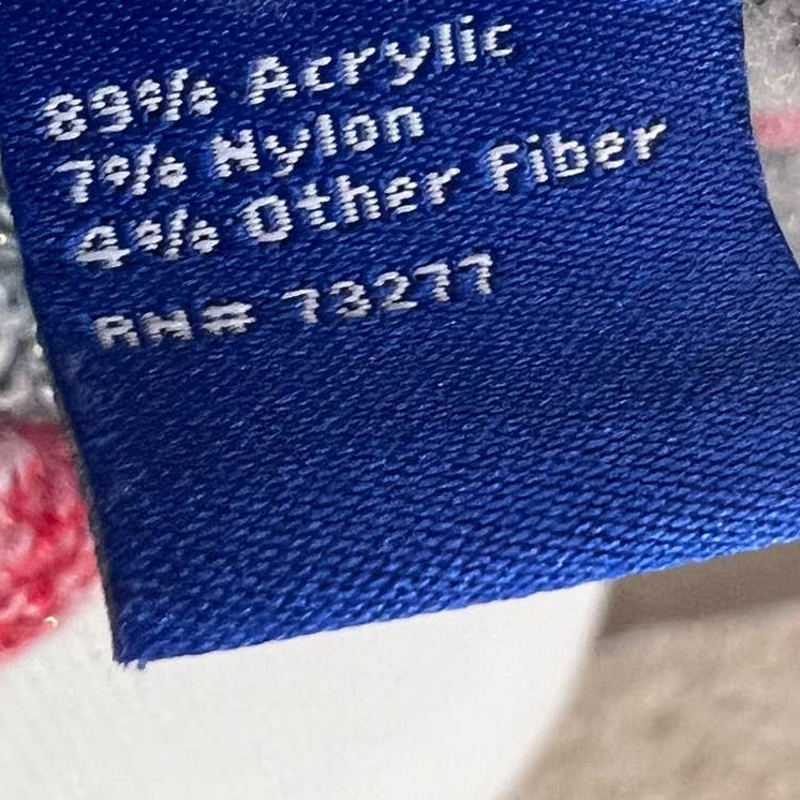 89% Acrylic
7% Nylon
4% Other Fiber
RN# 73277